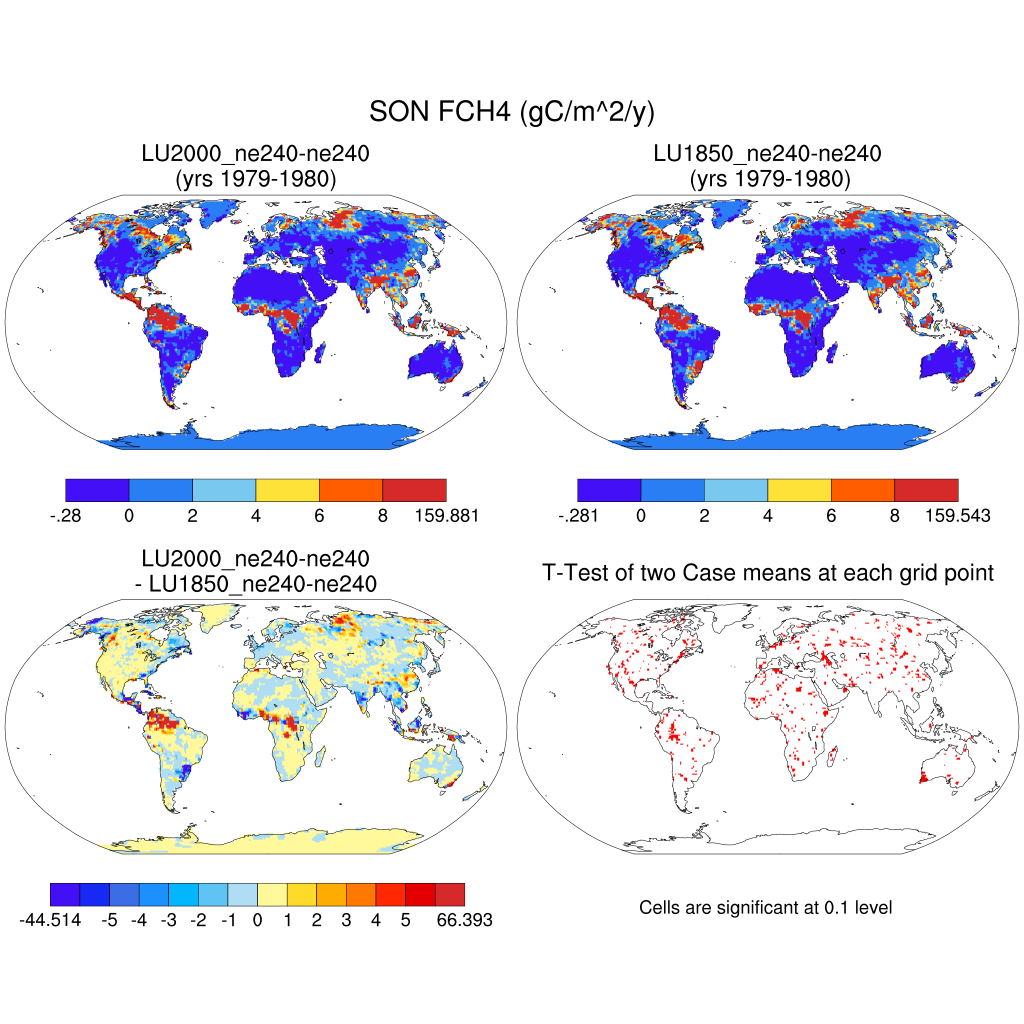 SON FCH4 (gC/m^2/y)
LU2000_ne240-ne240
(yrs 1979-1980)
LU1850_ne240-ne240
(yrs 1979-1980)
-.28 0 2 4 6 8 159.881
-.281 0 2 4 6 8 159.543
LU2000_ne240-ne240
- LU1850_ne240-ne240
T-Test of two Case means at each grid point
-44.514 -5 -4 -3 -2 -1 0 1 2 3 4 5 66.393
Cells are significant at 0.1 level